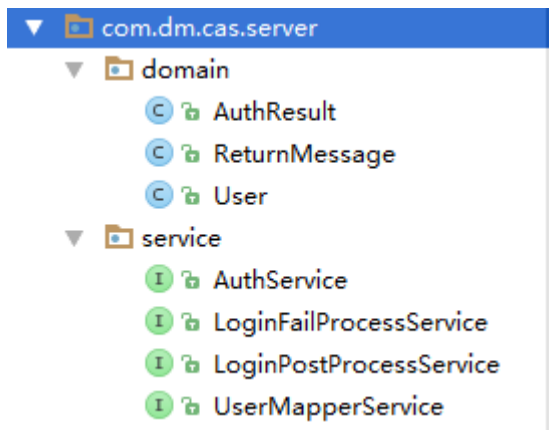 com.dm.cas.server
domain
C AuthResult
C ReturnMessage
C User
service
I AuthService
I LoginFailProcessService
I LoginPostProcessService
I UserMapperService